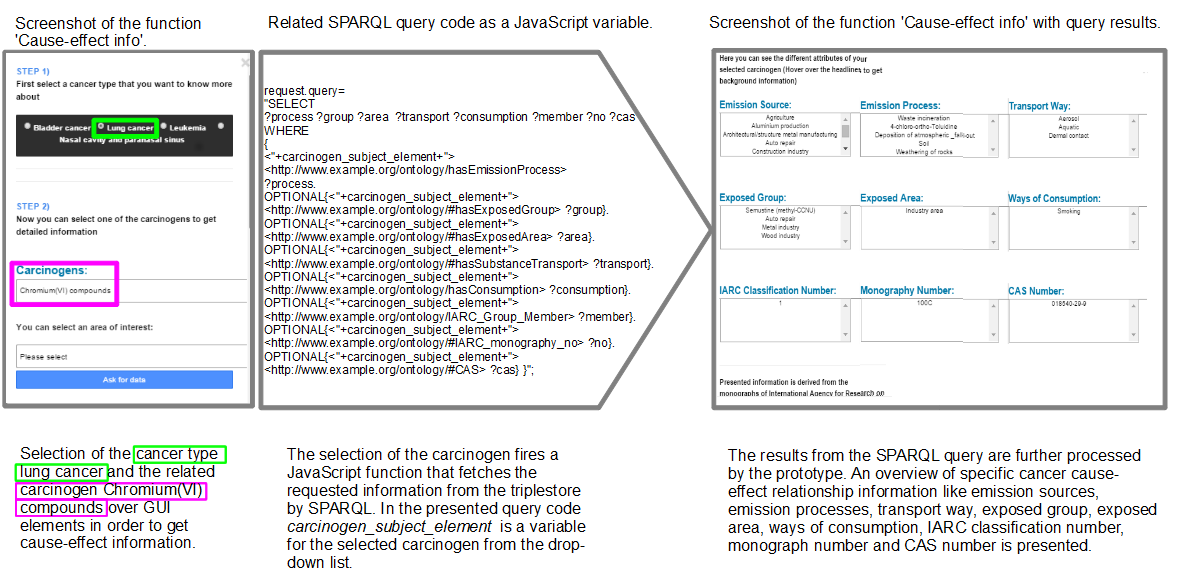 Screenshot of the function
'Cause-effect info'.
STEP 1)
First select a cancer type that you want to know more
about
Bladder cancer Lung cancer Leukemia
Nasal cavity and paranasal sinus
STEP 2)
Now you can select one of the carcinogens to get
detailed information
Carcinogens:
Chromium(VI) compounds
You can select an area of interest:
Please select
Ask for data
Selection of the cancer type
lung cancer and the related
carcinogen Chromium(VI)
compounds over GUI
elements in order to get
cause-effect information.
Related SPARQL query code as a JavaScript variable.
request.query=
"SELECT
?process ?group ?area ?transport ?consumption ?member ?no ?cas
WHERE
{
<"+carcinogen_subject_element+">
<http://www.example.org/ontology/hasEmissionProcess>
?process.
OPTIONAL{<"+carcinogen_subject_element+">
<http://www.example.org/ontology/#hasExposedGroup> ?group}.
OPTIONAL{<"+carcinogen_subject_element+">
<http://www.example.org/ontology/#hasExposedArea> ?area}.
OPTIONAL{<"+carcinogen_subject_element+">
<http://www.example.org/ontology/#hasSubstanceTransport> ?transport}.
OPTIONAL{<"+carcinogen_subject_element+">
<http://www.example.org/ontology/#hasConsumption> ?consumption}.
OPTIONAL{<"+carcinogen_subject_element+">
<http://www.example.org/ontology/IARC_Group_Member> ?member}.
OPTIONAL{<"+carcinogen_subject_element+">
<http://www.example.org/ontology/#IARC_monography_no> ?no}.
OPTIONAL{<"+carcinogen_subject_element+">
<http://www.example.org/ontology/#CAS> ?cas} }";
The selection of the carcinogen fires a
JavaScript function that fetches the
requested information from the triplestore
by SPARQL. In the presented query code
carcinogen_subject_element is a variable
for the selected carcinogen from the drop-
down list.
Screenshot of the function 'Cause-effect info' with query results.
Here you can see the different attributes of your
selected carcinogen (Hover over the headlines to get
background information)
Emission Source:
Agriculture
Aluminium production
Architectural/structure metal manufacturing
Auto repair
Construction industry
Emission Process:
Waste incineration
4-chloro-ortho-Toluidine
Deposition of atmospheric_fallout
Soil
Weathering of rocks
Transport Way:
Aerosol
Aquatic
Dermal contact
Exposed Group:
Semustine (methyl-CCNU)
Auto repair
Metal industry
Wood industry
Exposed Area:
Industry area
Ways of Consumption:
Smoking
IARC Classification Number:
1
Monography Number:
100C
CAS Number:
018540-29-9
Presented information is derived from the
monographs of International Agency for Research on
The results from the SPARQL query are further processed
by the prototype. An overview of specific cancer cause-
effect relationship information like emission sources,
emission processes, transport way, exposed group, exposed
area, ways of consumption, IARC classification number,
monograph number and CAS number is presented.